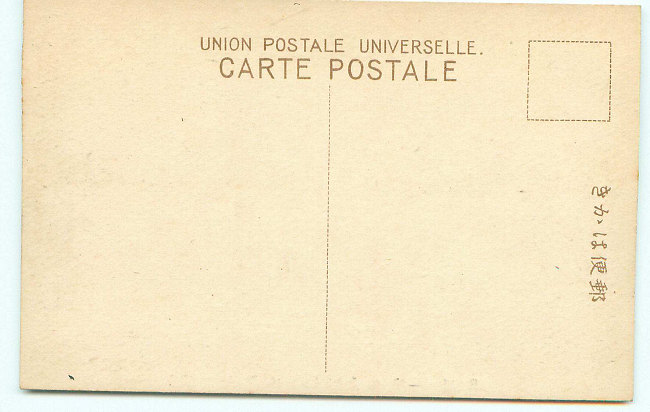 UNION POSTALE UNIVERSELLE.
CARTE POSTALE
郵便はかき